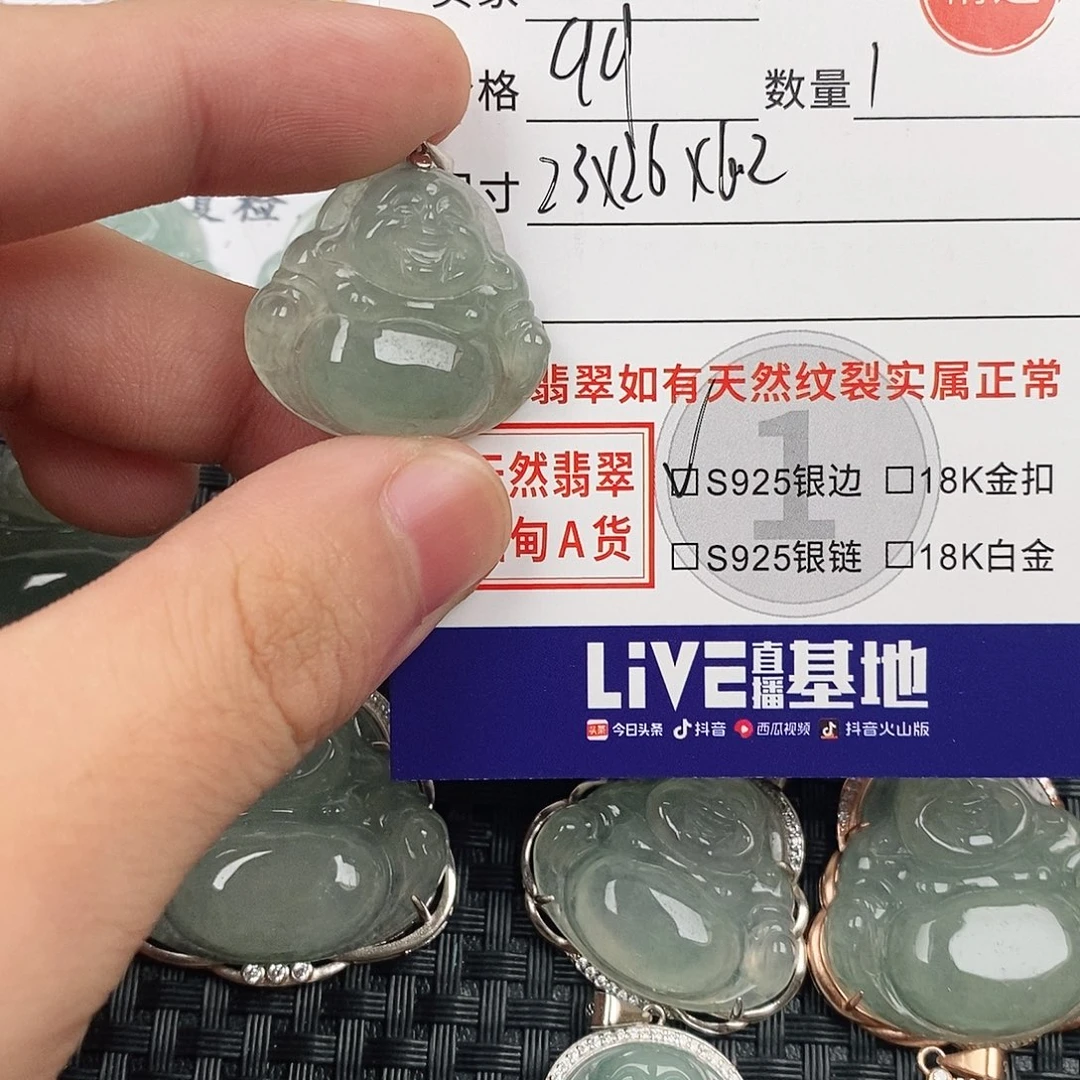 格 99 数量 1
寸 23X26X6.2
翡翠如有天然纹裂实属正常
然翡翠
甸A货
☑S925银边 □18K金扣
□S925银链 □18K白金
1
LiVE直播基地
今日头条 抖音 西瓜视频 抖音火山版